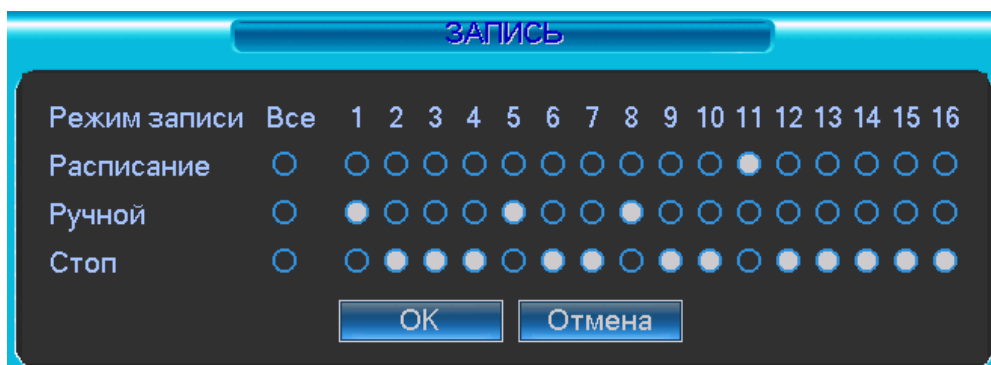 ЗАПИСЬ
Режим записи Все 1 2 3 4 5 6 7 8 9 10 11 12 13 14 15 16
Расписание
Ручной
Стоп
OK Отмена